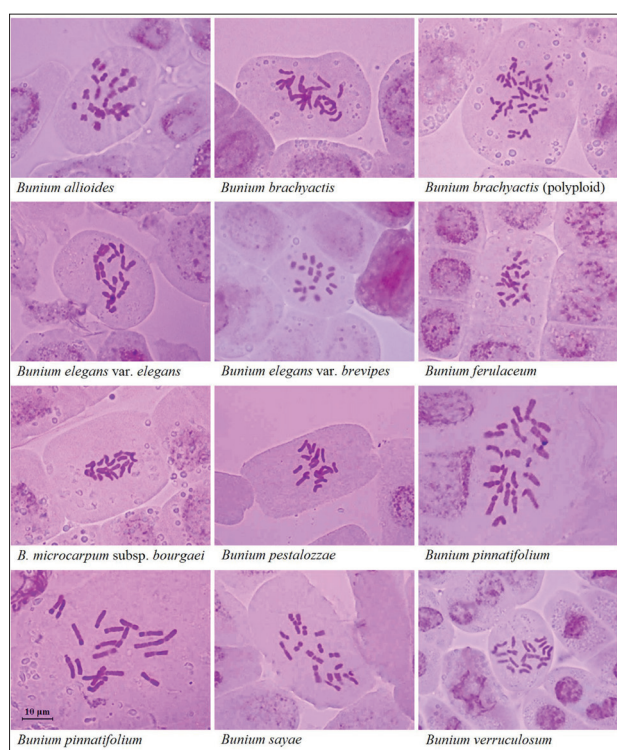 Bunium allioides
Bunium brachyactis
Bunium brachyactis (polyploid)
Bunium elegans var. elegans
Bunium elegans var. brevipes
Bunium ferulaceum
B. microcarpum subsp. bourgaei
Bunium pestalozzae
Bunium pinnatifolium
10 µm
Bunium pinnatifolium
Bunium sayae
Bunium verruculosum